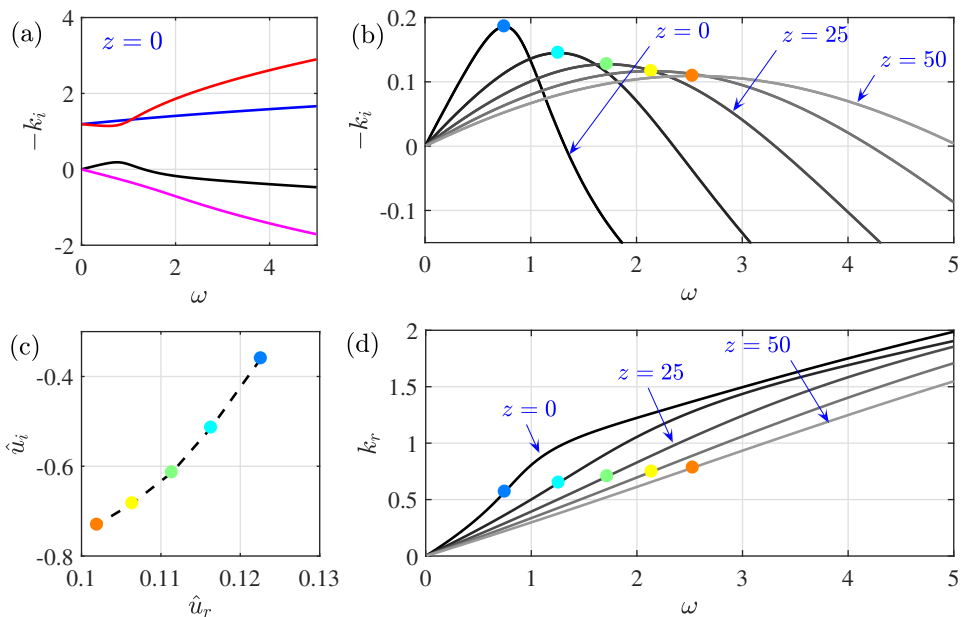 (a)
z = 0
4
2
0
-2
0
2
4
−k_i
ω
(b)
z = 0
z = 25
z = 50
0.2
0.1
0
-0.1
0
1
2
3
4
5
−k_i
ω
(c)
-0.4
-0.6
-0.8
0.1
0.11
0.12
0.13
û_i
û_r
(d)
z = 0
z = 25
z = 50
2
1.5
1
0.5
0
0
1
2
3
4
5
k_r
ω